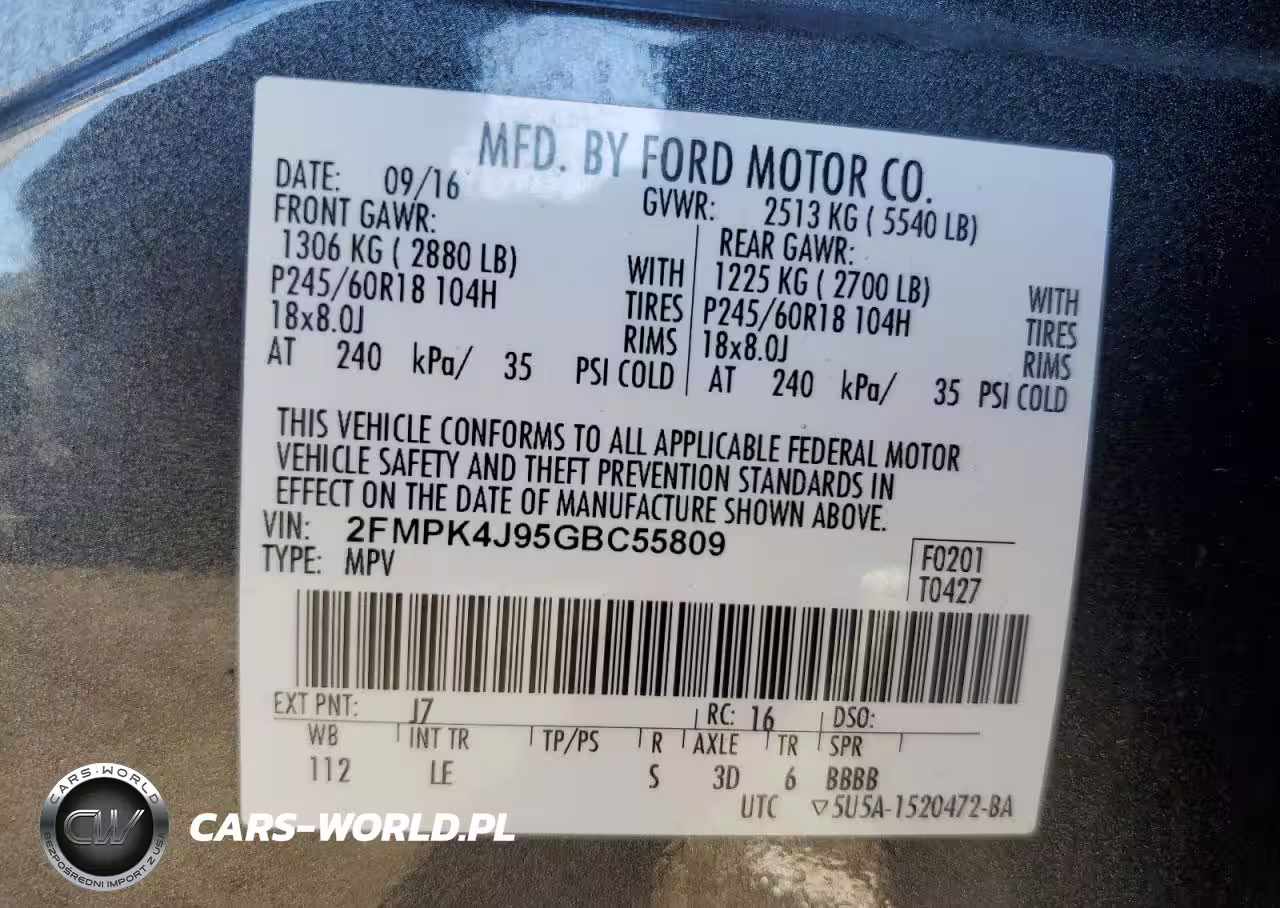 MFD. BY FORD MOTOR CO.
DATE: 09/16 GVWR: 2513 KG ( 5540 LB)
FRONT GAWR: REAR GAWR:
1306 KG ( 2880 LB) WITH 1225 KG ( 2700 LB) WITH
P245/60R18 104H TIRES P245/60R18 104H TIRES
18x8.0J RIMS 18x8.0J RIMS
AT 240 kPa/ 35 PSI COLD AT 240 kPa/ 35 PSI COLD
THIS VEHICLE CONFORMS TO ALL APPLICABLE FEDERAL MOTOR
VEHICLE SAFETY AND THEFT PREVENTION STANDARDS IN
EFFECT ON THE DATE OF MANUFACTURE SHOWN ABOVE.
VIN: 2FMPK4J95GBC55809
TYPE: MPV
F0201
T0427
EXT PNT: J7 RC: 16 DSO:
WB INT TR TP/PS R AXLE TR SPR
112 LE S 3D 6 BBBB
UTC ▽5U5A-1520472-BA
CARS-WORLD
CW
BEZPOŚREDNI IMPORT Z USA
CARS-WORLD.PL